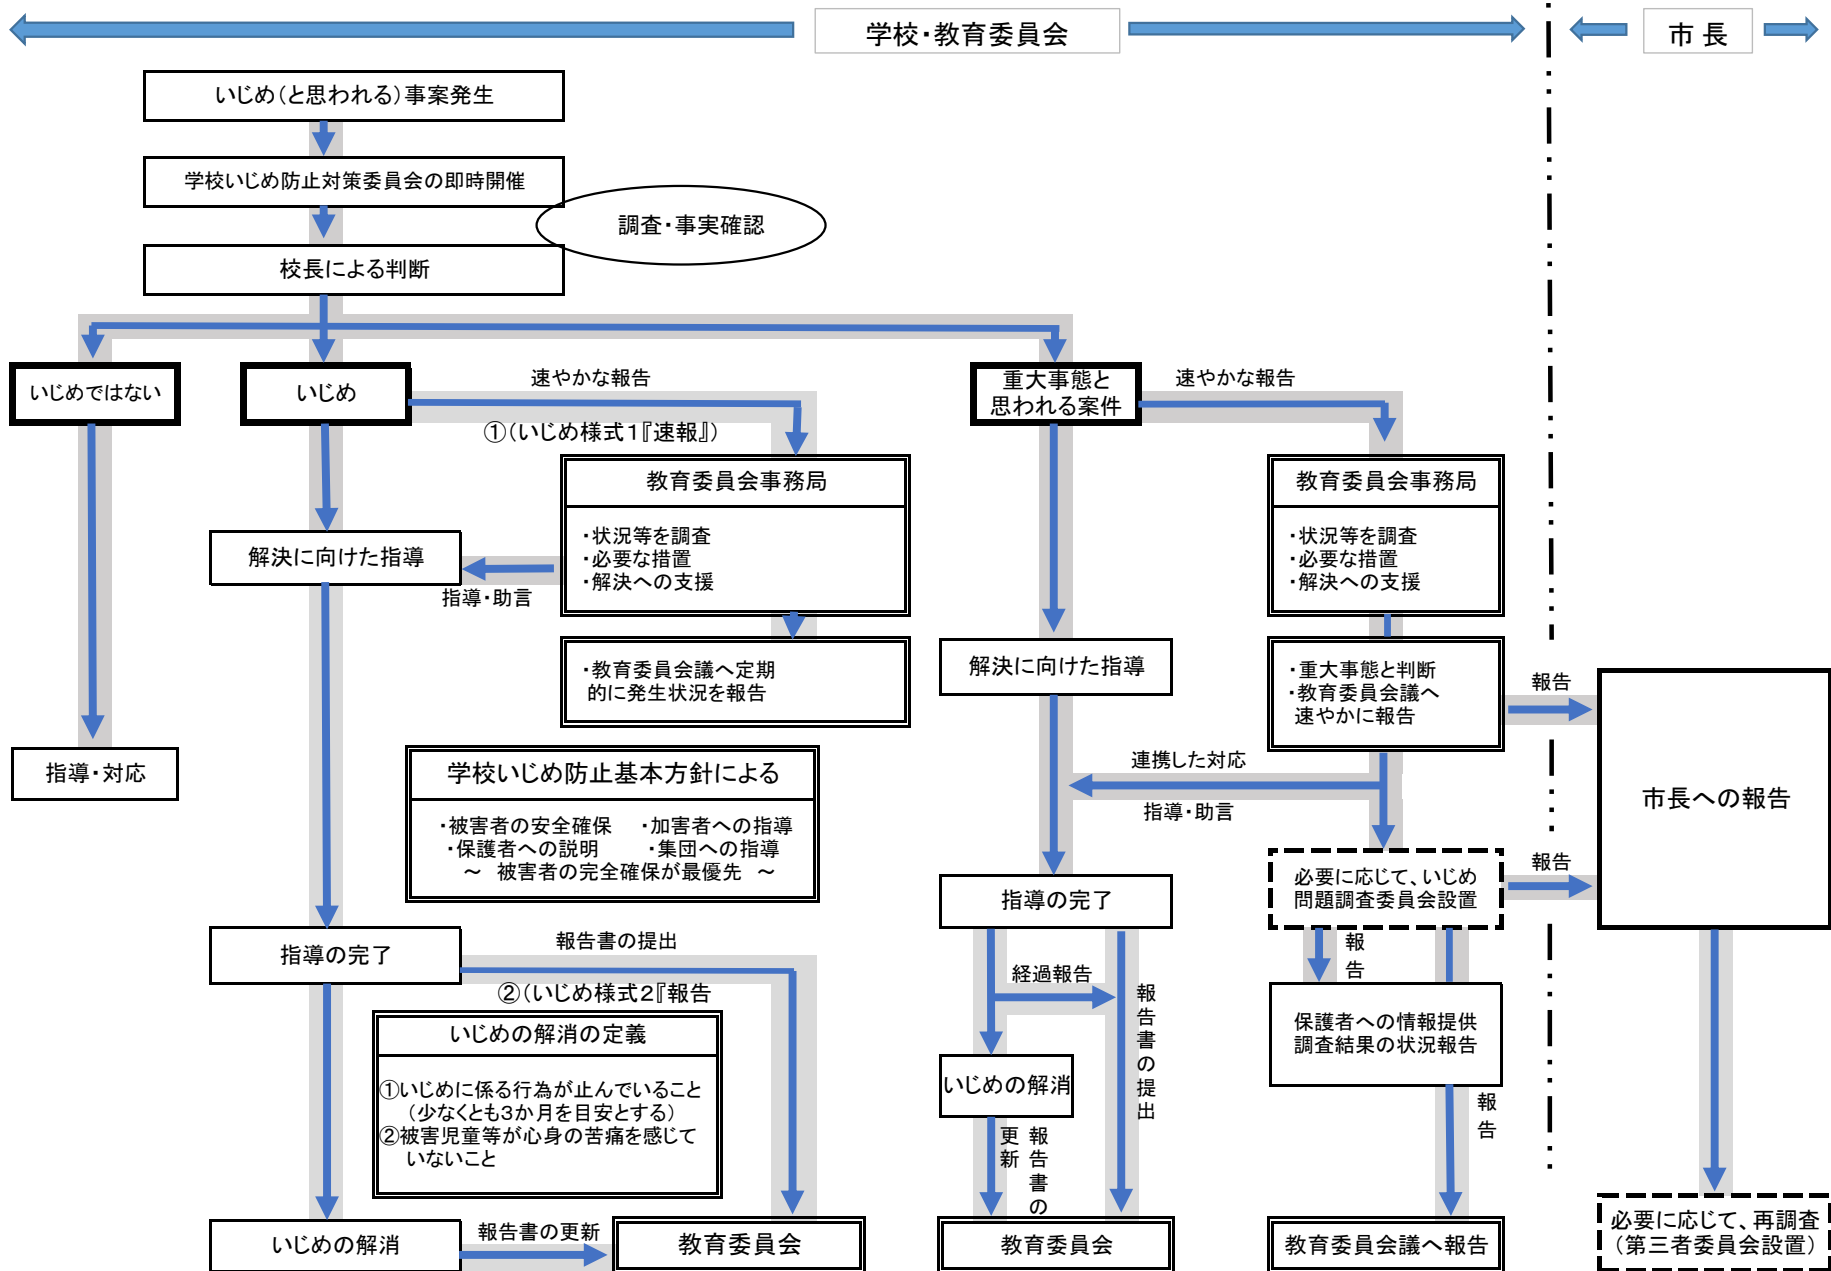 学校・教育委員会
市 長
いじめ（と思われる）事案発生
学校いじめ防止対策委員会の即時開催
調査・事実確認
校長による判断
いじめではない
いじめ
速やかな報告
①（いじめ様式１『速報』）
重大事態と
思われる案件
速やかな報告
教育委員会事務局
・状況等を調査
・必要な措置
・解決への支援
教育委員会事務局
・状況等を調査
・必要な措置
・解決への支援
解決に向けた指導
指導・助言
・教育委員会議へ定期
的に発生状況を報告
解決に向けた指導
・重大事態と判断
・教育委員会議へ
速やかに報告
報告
指導・対応
学校いじめ防止基本方針による
・被害者の安全確保　・加害者への指導
・保護者への説明　・集団への指導
～　被害者の完全確保が最優先　～
連携した対応
指導・助言
市長への報告
指導の完了
必要に応じて、いじめ
問題調査委員会設置
報告
指導の完了
報告書の提出
②（いじめ様式２『報告
経過報告
報告書の提出
報告
保護者への情報提供
調査結果の状況報告
いじめの解消の定義
①いじめに係る行為が止んでいること
（少なくとも３か月を目安とする）
②被害児童等が心身の苦痛を感じて
いないこと
いじめの解消
報告書の
更新
報告
いじめの解消
報告書の更新
教育委員会
教育委員会
教育委員会議へ報告
必要に応じて、再調査
（第三者委員会設置）